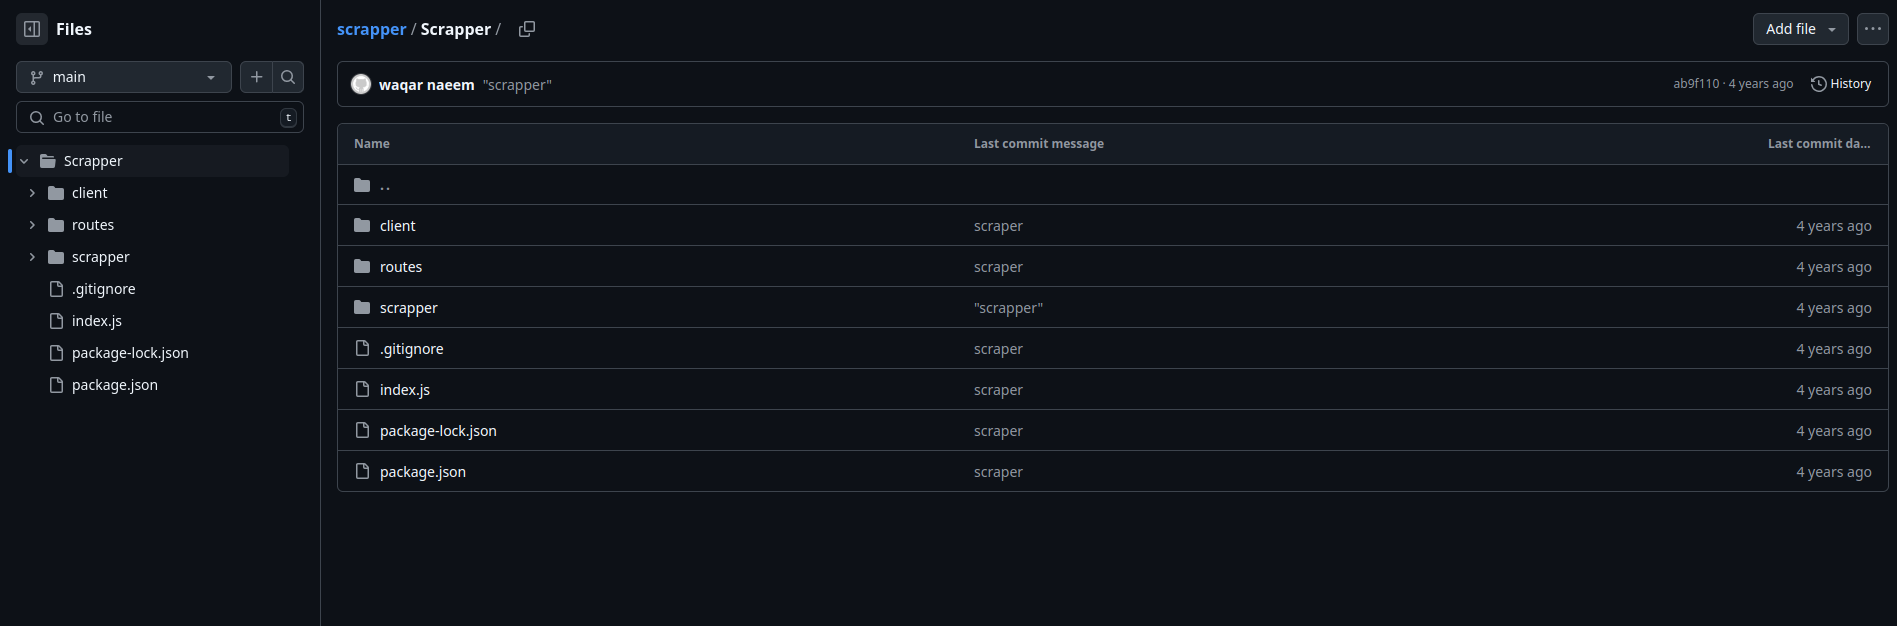 Files
main
Go to file
t
Scrapper
client
routes
scrapper
.gitignore
index.js
package-lock.json
package.json
scrapper / Scrapper /
Add file
waqar naeem "scrapper"
ab9f110 · 4 years ago
History
Name Last commit message Last commit da...
..
client scraper 4 years ago
routes scraper 4 years ago
scrapper "scrapper" 4 years ago
.gitignore scraper 4 years ago
index.js scraper 4 years ago
package-lock.json scraper 4 years ago
package.json scraper 4 years ago